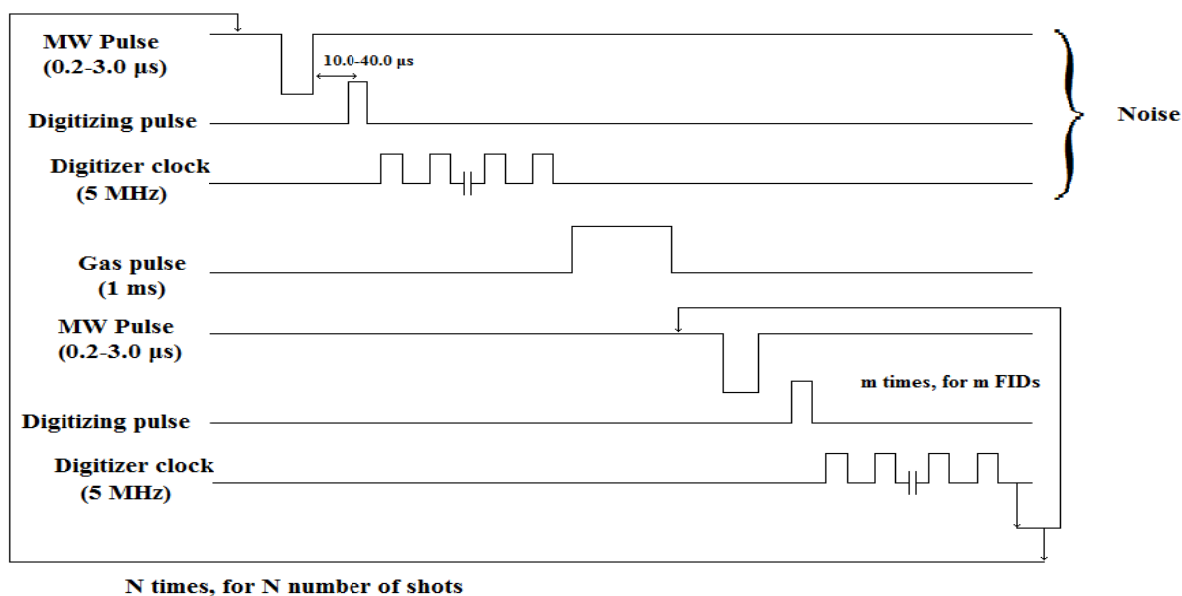 MW Pulse
(0.2-3.0 µs)
10.0-40.0 µs
Digitizing pulse
Noise
Digitizer clock
(5 MHz)
Gas pulse
(1 ms)
MW Pulse
(0.2-3.0 µs)
m times, for m FIDs
Digitizing pulse
Digitizer clock
(5 MHz)
N times, for N number of shots